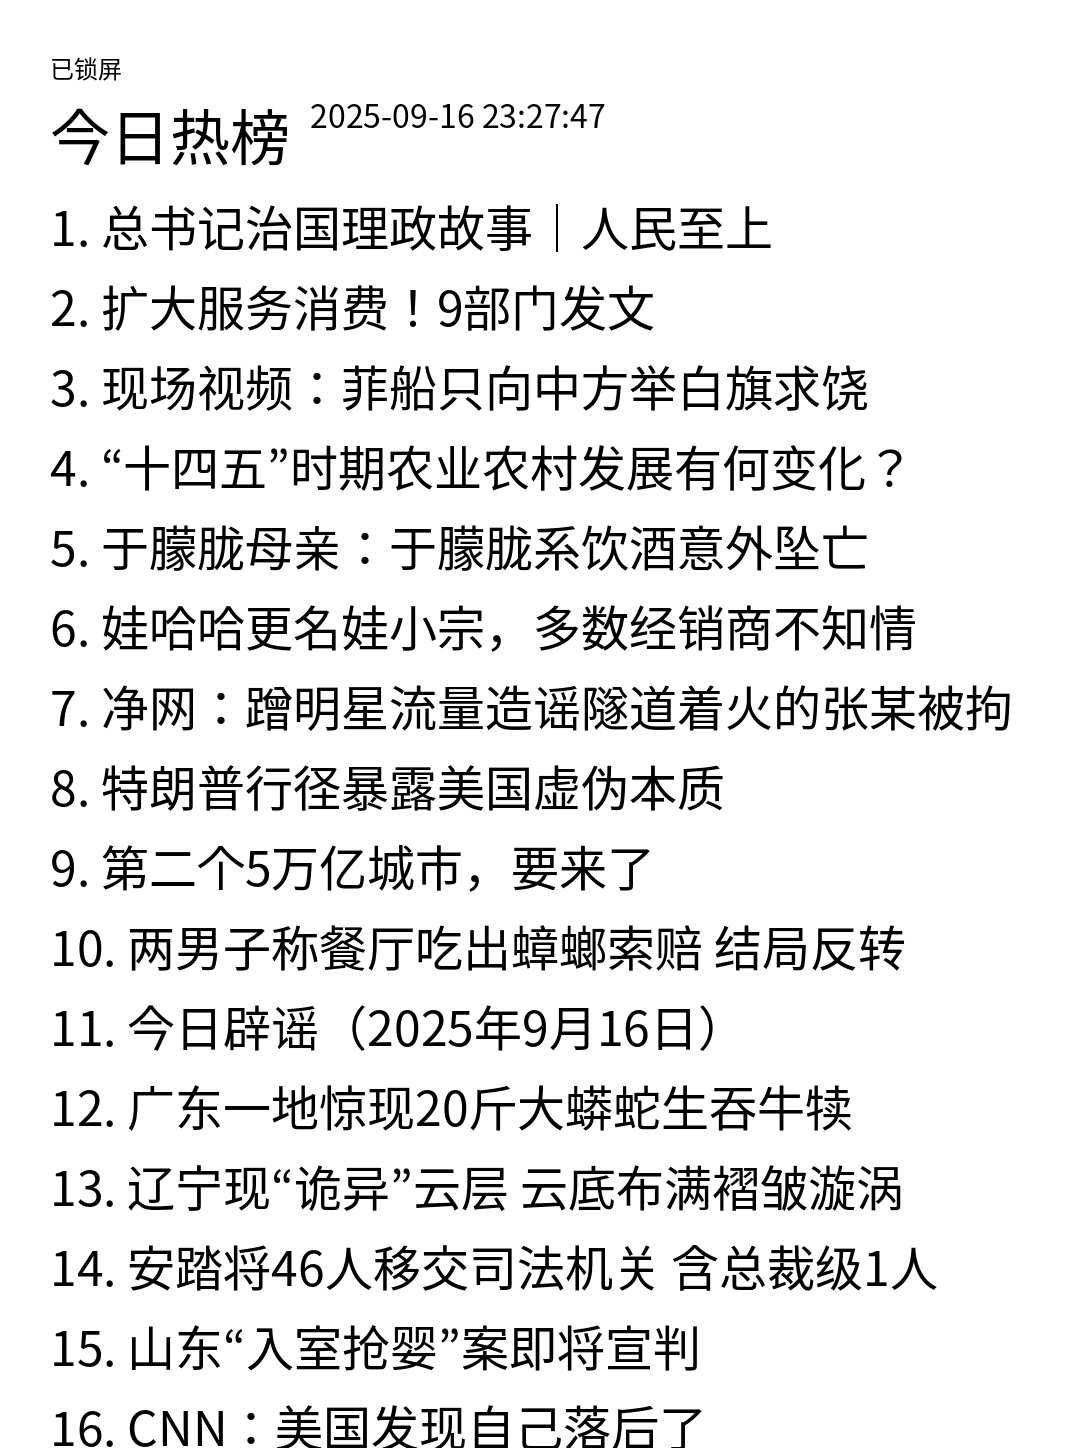 已锁屏
今日热榜 2025-09-16 23:27:47
1. 总书记治国理政故事｜人民至上
2. 扩大服务消费！9部门发文
3. 现场视频：菲船只向中方举白旗求饶
4. “十四五”时期农业农村发展有何变化？
5. 于朦胧母亲：于朦胧系饮酒意外坠亡
6. 娃哈哈更名娃小宗，多数经销商不知情
7. 净网：蹭明星流量造谣隧道着火的张某被拘
8. 特朗普行径暴露美国虚伪本质
9. 第二个5万亿城市，要来了
10. 两男子称餐厅吃出蟑螂索赔 结局反转
11. 今日辟谣（2025年9月16日）
12. 广东一地惊现20斤大蟒蛇生吞牛犊
13. 辽宁现“诡异”云层 云底布满褶皱漩涡
14. 安踏将46人移交司法机关 含总裁级1人
15. 山东“入室抢婴”案即将宣判
16. CNN：美国发现自己落后了